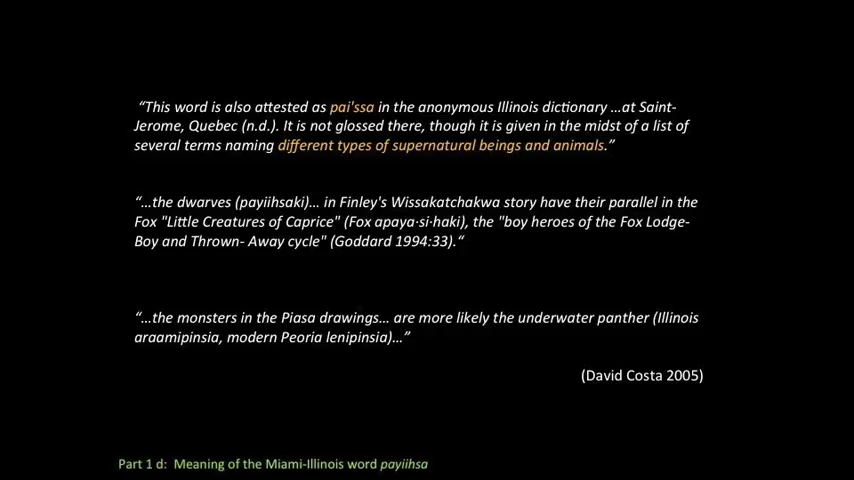 “This word is also attested as pai'ssa in the anonymous Illinois dictionary …at Saint-
Jerome, Quebec (n.d.). It is not glossed there, though it is given in the midst of a list of
several terms naming different types of supernatural beings and animals.”
“…the dwarves (payiihsaki)… in Finley's Wissakatchakwa story have their parallel in the
Fox "Little Creatures of Caprice" (Fox apaya·si·haki), the "boy heroes of the Fox Lodge-
Boy and Thrown- Away cycle" (Goddard 1994:33).“
“…the monsters in the Piasa drawings… are more likely the underwater panther (Illinois
araamipinsia, modern Peoria lenipinsia)…”
(David Costa 2005)
Part 1 d:  Meaning of the Miami-Illinois word payiihsa